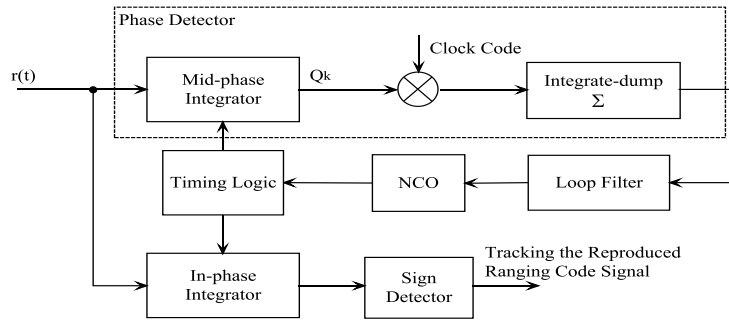 Phase Detector
r(t)
Mid-phase
Integrator
Qk
Clock Code
Integrate-dump
Σ
Timing Logic
NCO
Loop Filter
In-phase
Integrator
Sign
Detector
Tracking the Reproduced
Ranging Code Signal